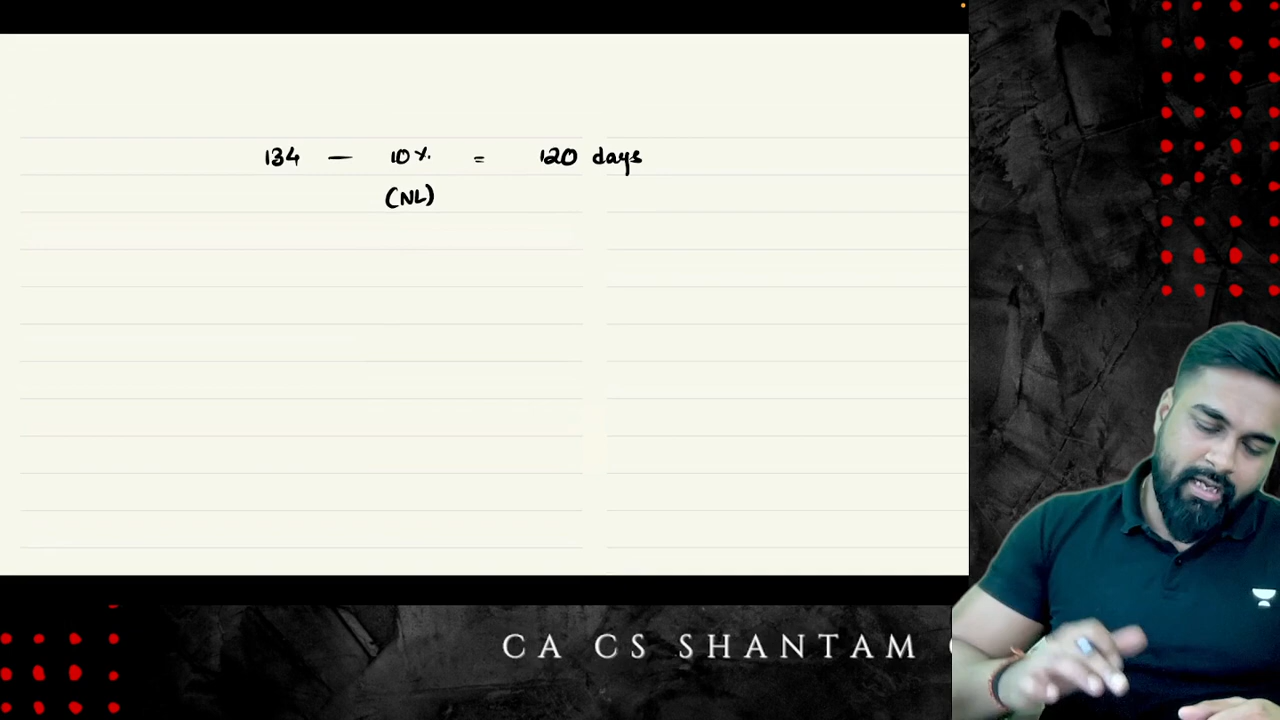 134 — 10% = 120 days
(NL)
CA CS SHANTAM